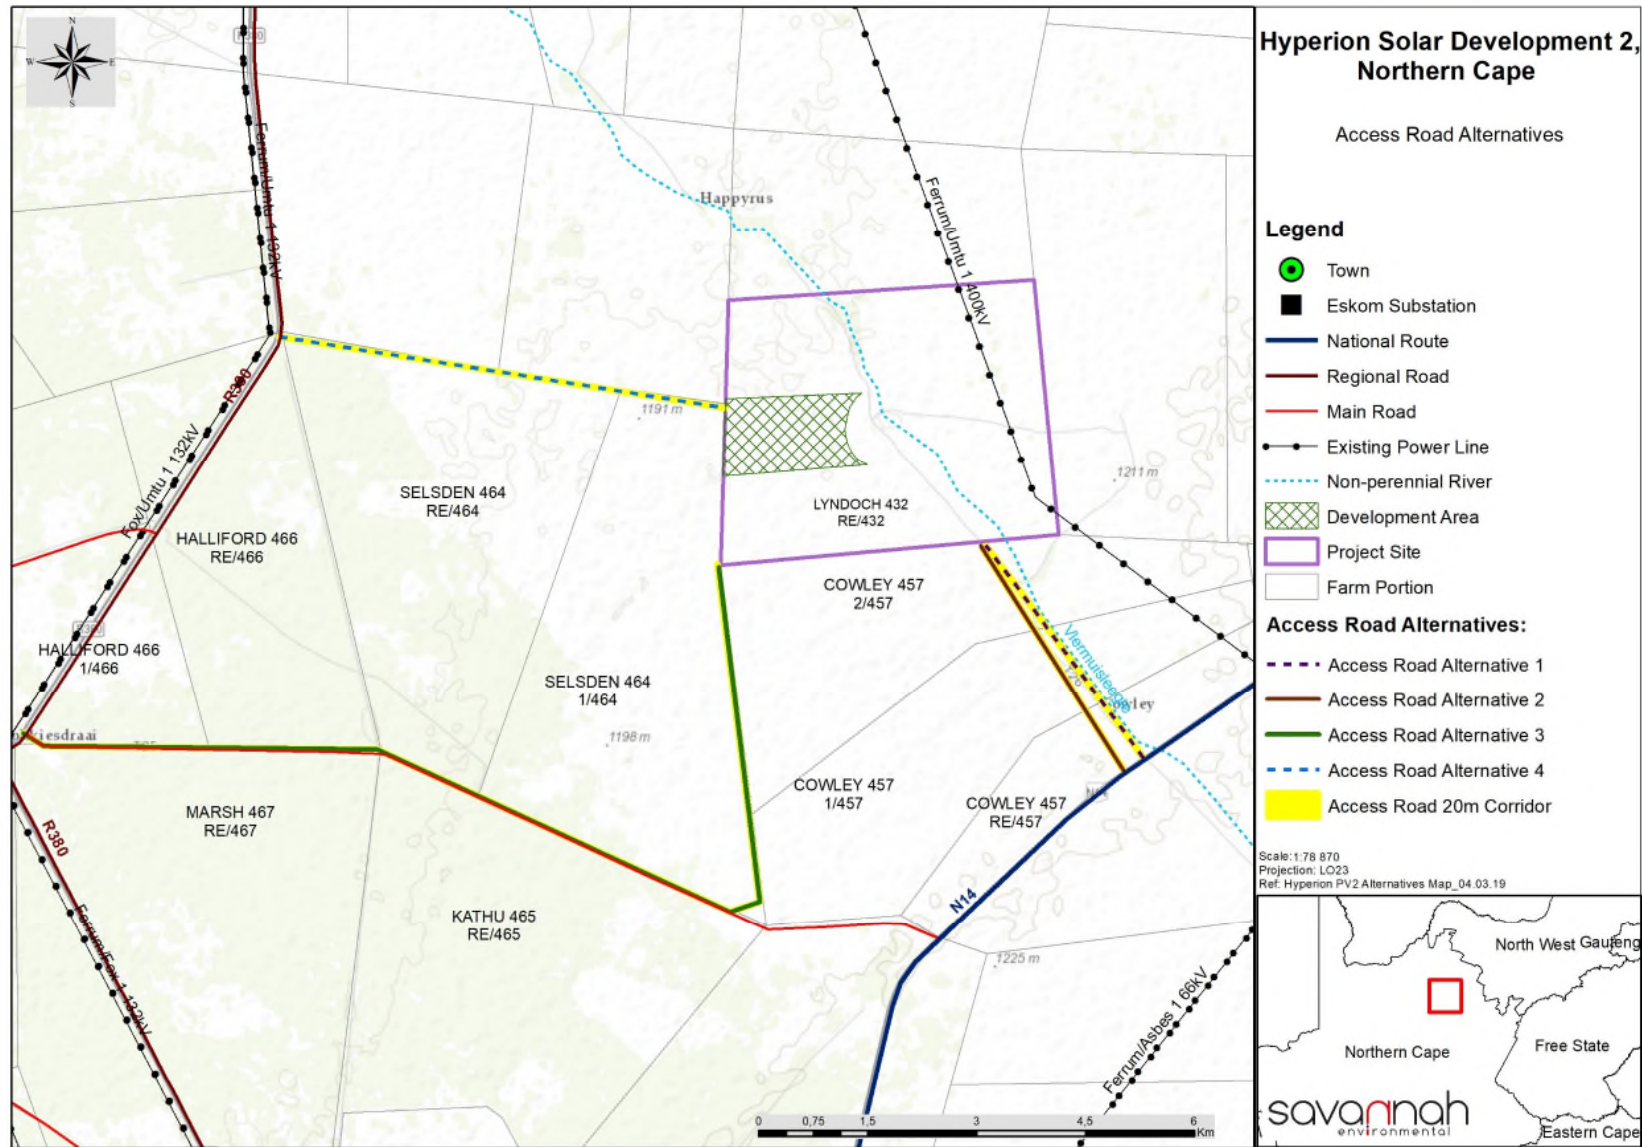 Hyperion Solar Development 2,
Northern Cape
Access Road Alternatives
Legend
Town
Eskom Substation
National Route
Regional Road
Main Road
Existing Power Line
Non-perennial River
Development Area
Project Site
Farm Portion
Access Road Alternatives:
Access Road Alternative 1
Access Road Alternative 2
Access Road Alternative 3
Access Road Alternative 4
Access Road 20m Corridor
Scale:1:78 870
Projection: LO23
Ref: Hyperion PV2 Alternatives Map_04.03.19
North West
Gauteng
Northern Cape
Free State
Eastern Cape
savannah
environmental
N
W
E
S
R380
Ferrum/Umtu 1 132kV
Happyrus
Ferrum/Umtu 1 400kV
R380
1191 m
Fox/Umtu 1 132kV
SELSDEN 464
RE/464
LYNDOCH 432
RE/432
1211 m
HALLIFORD 466
RE/466
COWLEY 457
2/457
R380
HALLIFORD 466
1/466
SELSDEN 464
1/464
1198 m
COWLEY 457
1/457
COWLEY 457
RE/457
MARSH 467
RE/467
R380
N14
KATHU 465
RE/465
1225 m
Ferrum/Fox 1 132kV
Ferrum/Asbes 1 66kV
0 0,75 1,5 3 4,5 6
Km